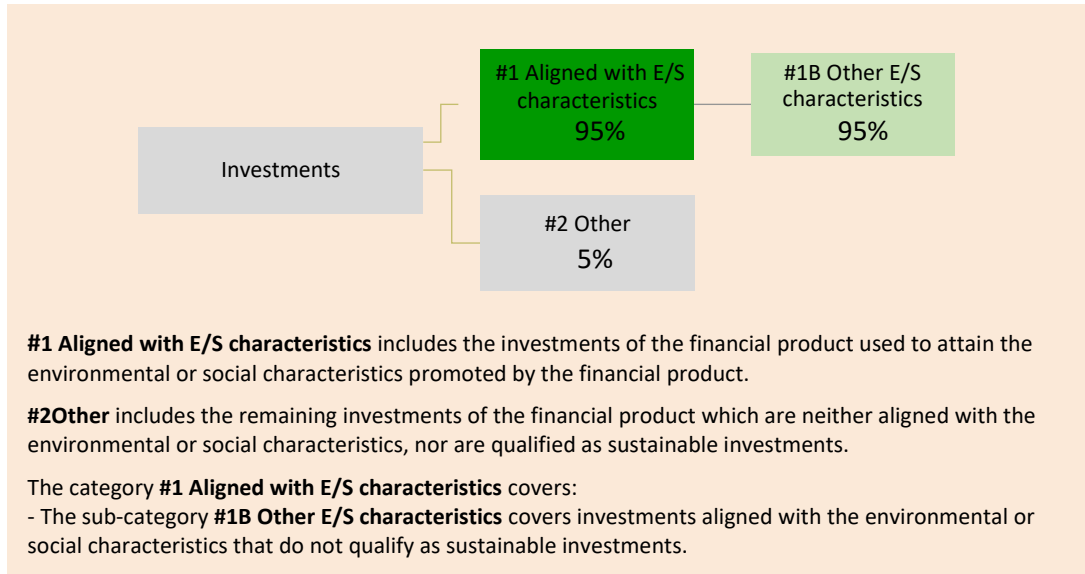 #1 Aligned with E/S
characteristics
95%
#1B Other E/S
characteristics
95%
Investments
#2 Other
5%
#1 Aligned with E/S characteristics includes the investments of the financial product used to attain the
environmental or social characteristics promoted by the financial product.
#2Other includes the remaining investments of the financial product which are neither aligned with the
environmental or social characteristics, nor are qualified as sustainable investments.
The category #1 Aligned with E/S characteristics covers:
- The sub-category #1B Other E/S characteristics covers investments aligned with the environmental or
social characteristics that do not qualify as sustainable investments.